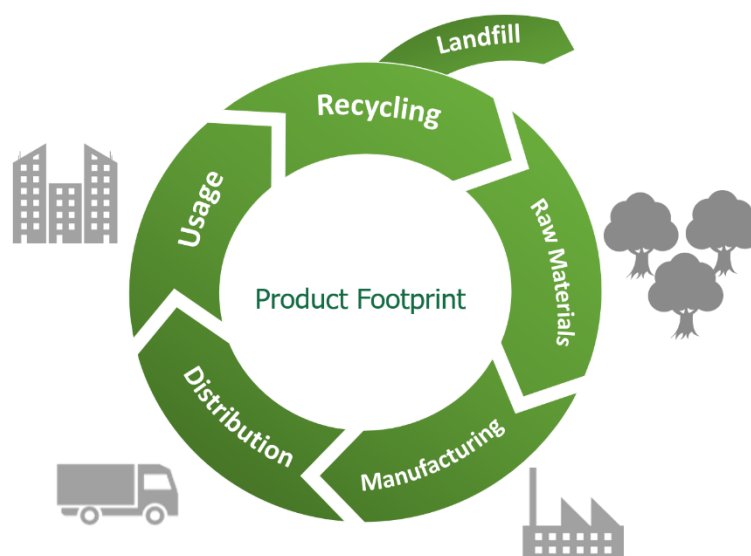 Landfill
Recycling
Usage
Raw Materials
Product Footprint
Distribution
Manufacturing